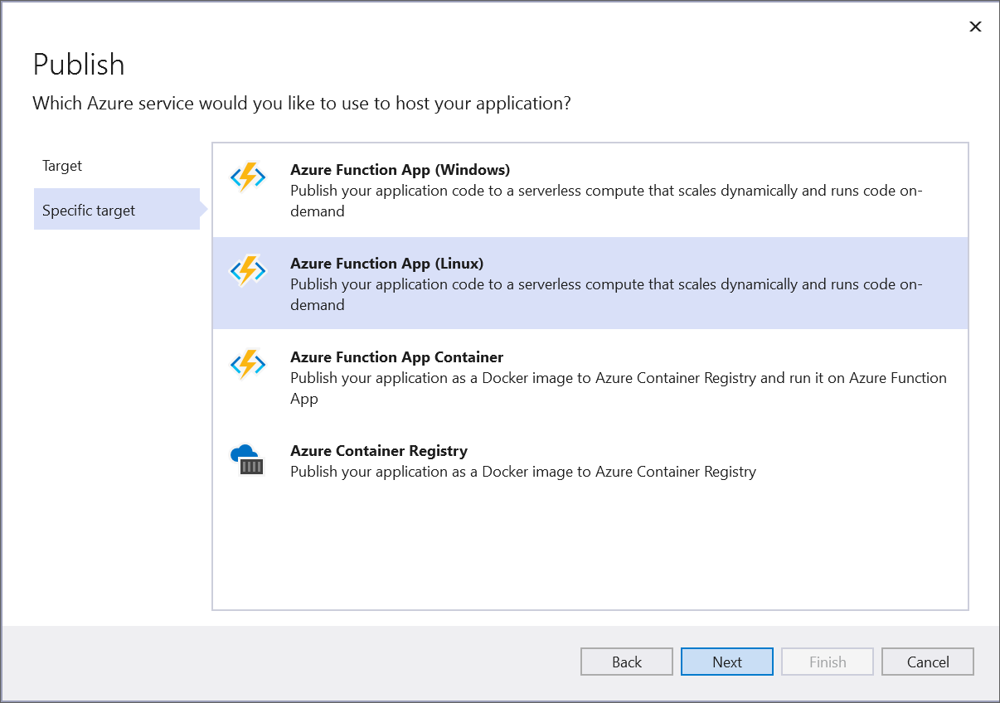 Publish
Which Azure service would you like to use to host your application?
Target
Specific target
Azure Function App (Windows)
Publish your application code to a serverless compute that scales dynamically and runs code on-
demand
Azure Function App (Linux)
Publish your application code to a serverless compute that scales dynamically and runs code on-
demand
Azure Function App Container
Publish your application as a Docker image to Azure Container Registry and run it on Azure Function
App
Azure Container Registry
Publish your application as a Docker image to Azure Container Registry
Back
Next
Finish
Cancel